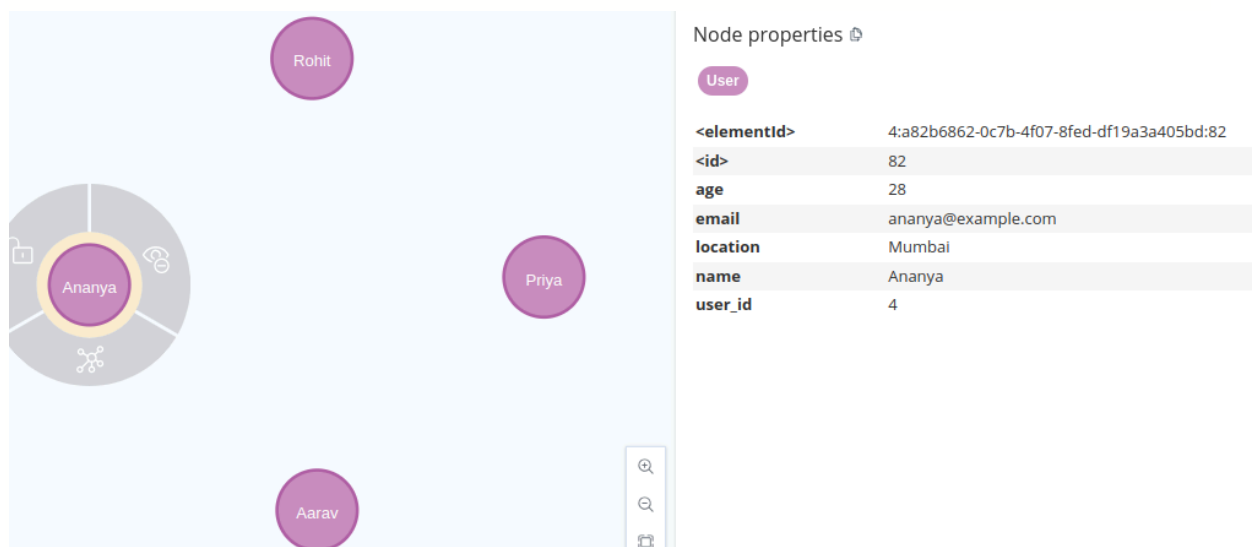 Rohit
Ananya
Priya
Aarav
Node properties
User
<elementId> 4:a82b6862-0c7b-4f07-8fed-df19a3a405bd:82
<id> 82
age 28
email ananya@example.com
location Mumbai
name Ananya
user_id 4